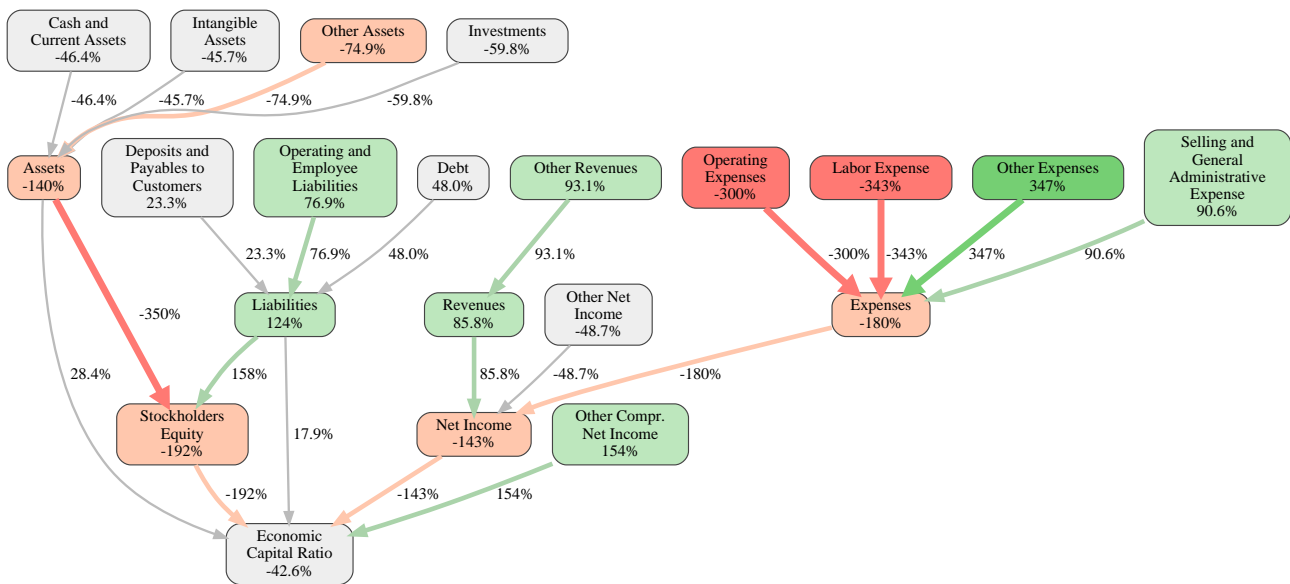 Cash and
Current Assets
-46.4%
Intangible
Assets
-45.7%
Other Assets
-74.9%
Investments
-59.8%
-46.4%
-45.7%
-74.9%
-59.8%
Assets
-140%
Deposits and
Payables to
Customers
23.3%
Operating and
Employee
Liabilities
76.9%
Debt
48.0%
Other Revenues
93.1%
Operating
Expenses
-300%
Labor Expense
-343%
Other Expenses
347%
Selling and
General
Administrative
Expense
90.6%
23.3%
76.9%
48.0%
93.1%
-300%
-343%
347%
90.6%
-350%
Liabilities
124%
Revenues
85.8%
Other Net
Income
-48.7%
Expenses
-180%
28.4%
158%
85.8%
-48.7%
-180%
Stockholders
Equity
-192%
17.9%
Net Income
-143%
Other Compr.
Net Income
154%
-192%
-143%
154%
Economic
Capital Ratio
-42.6%